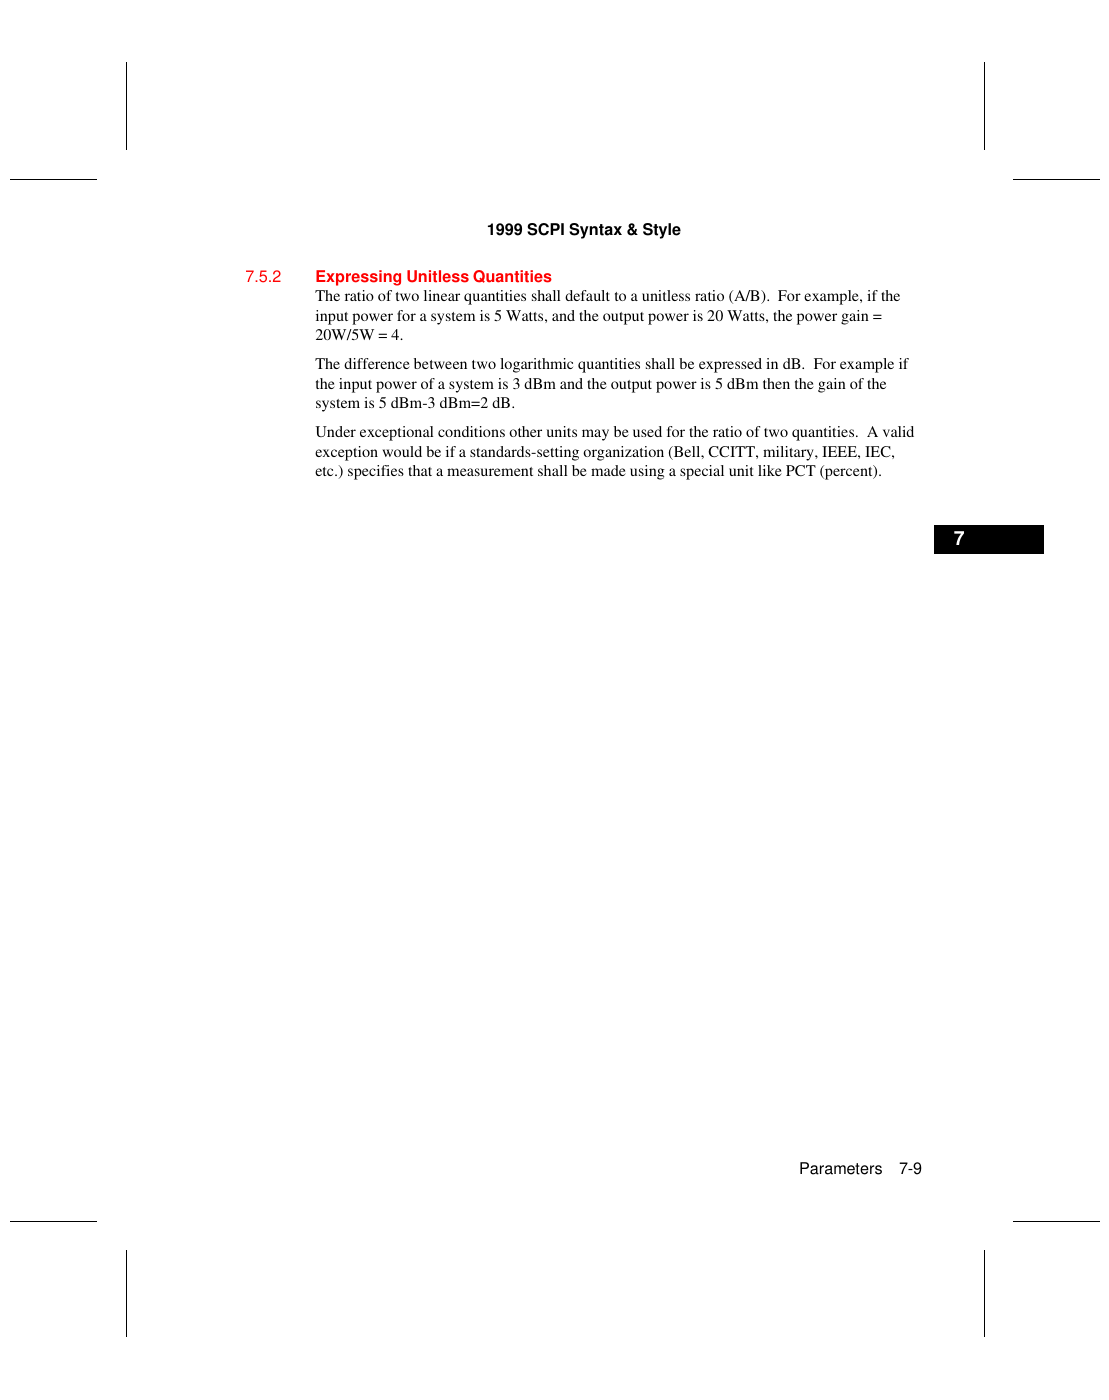 1999 SCPI Syntax & Style
7.5.2 Expressing Unitless Quantities
The ratio of two linear quantities shall default to a unitless ratio (A/B).  For example, if the
input power for a system is 5 Watts, and the output power is 20 Watts, the power gain =
20W/5W = 4.
The difference between two logarithmic quantities shall be expressed in dB.  For example if
the input power of a system is 3 dBm and the output power is 5 dBm then the gain of the
system is 5 dBm-3 dBm=2 dB.
Under exceptional conditions other units may be used for the ratio of two quantities.  A valid
exception would be if a standards-setting organization (Bell, CCITT, military, IEEE, IEC,
etc.) specifies that a measurement shall be made using a special unit like PCT (percent).
7
Parameters 7-9